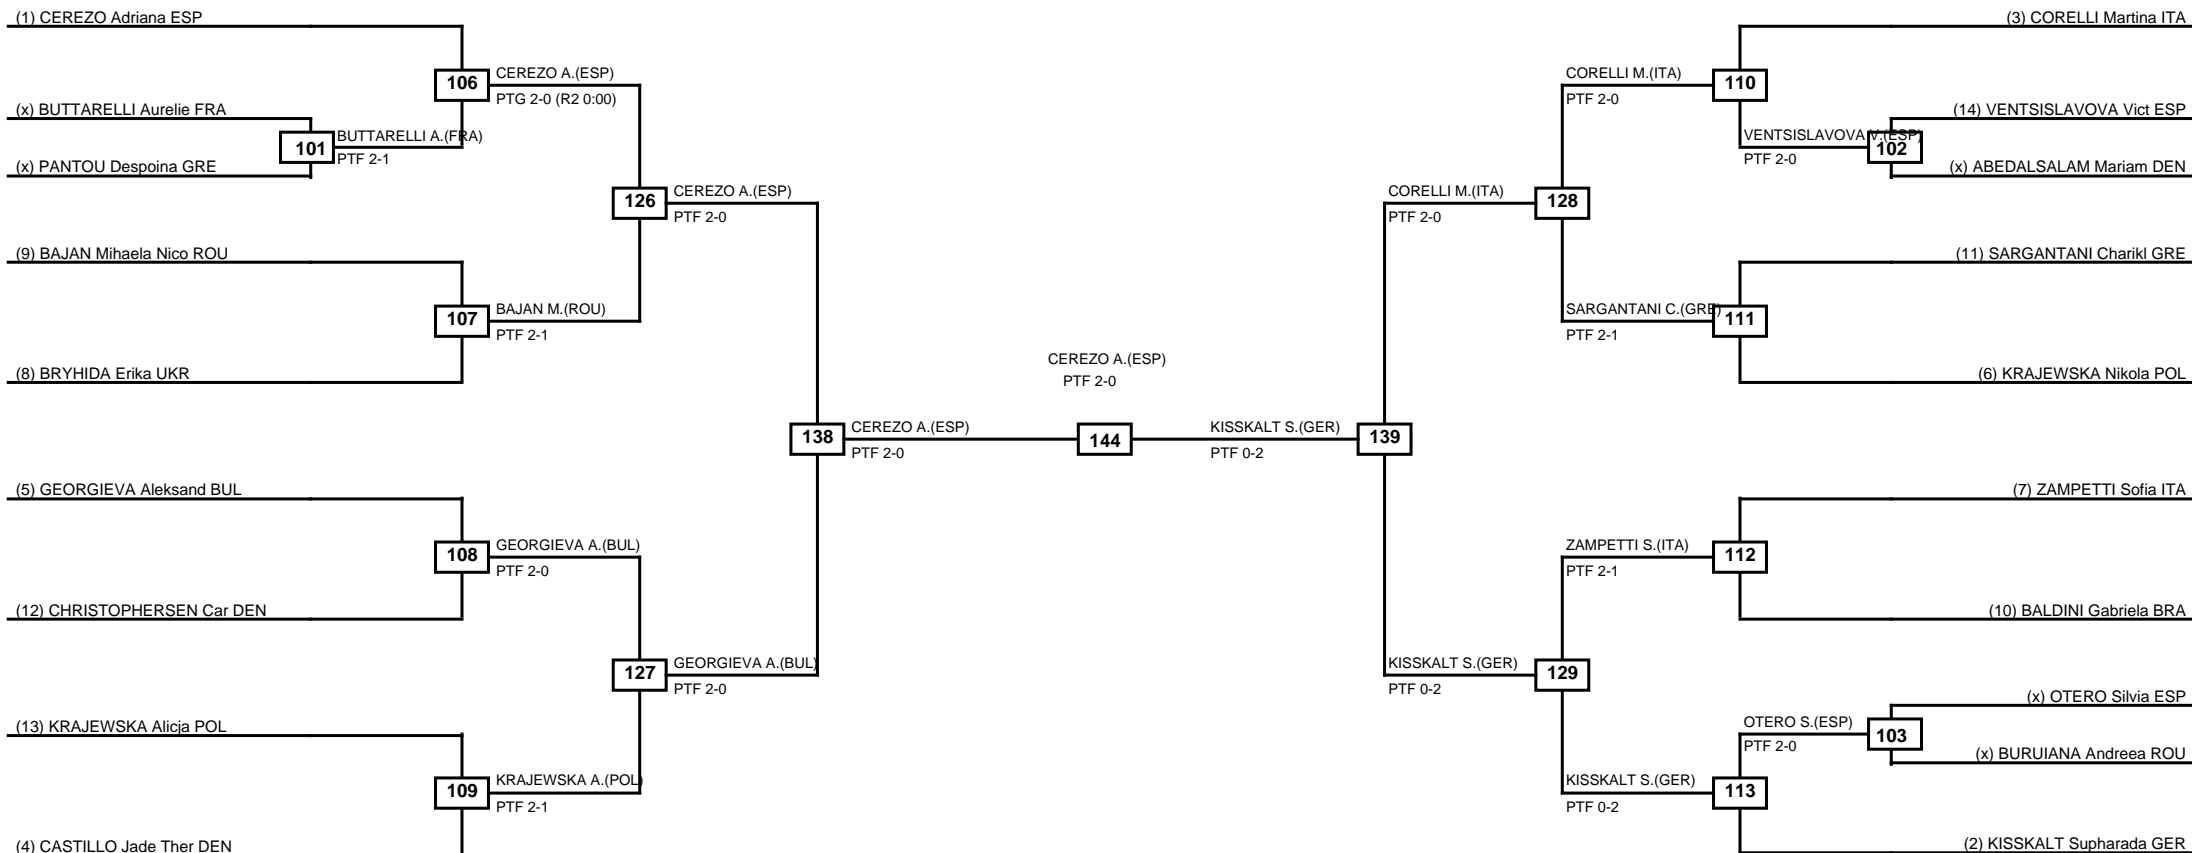 (1) CEREZO Adriana ESP
(3) CORELLI Martina ITA
106
CEREZO A.(ESP)
PTG 2-0 (R2 0:00)
CORELLI M.(ITA)
PTF 2-0
110
(x) BUTTARELLI Aurelie FRA
(14) VENTSISLAVOVA Vict ESP
101
BUTTARELLI A.(FRA)
PTF 2-1
VENTSISLAVOVA V.(ESP)
PTF 2-0
102
(x) PANTOU Despoina GRE
(x) ABEDALSALAM Mariam DEN
126
CEREZO A.(ESP)
PTF 2-0
CORELLI M.(ITA)
PTF 2-0
128
(9) BAJAN Mihaela Nico ROU
(11) SARGANTANI Charikl GRE
107
BAJAN M.(ROU)
PTF 2-1
SARGANTANI C.(GRE)
PTF 2-1
111
CEREZO A.(ESP)
PTF 2-0
(8) BRYHIDA Erika UKR
(6) KRAJEWSKA Nikola POL
138
CEREZO A.(ESP)
PTF 2-0
144
KISSKALT S.(GER)
PTF 0-2
139
(5) GEORGIEVA Aleksand BUL
(7) ZAMPETTI Sofia ITA
108
GEORGIEVA A.(BUL)
PTF 2-0
ZAMPETTI S.(ITA)
PTF 2-1
112
(12) CHRISTOPHERSEN Car DEN
(10) BALDINI Gabriela BRA
127
GEORGIEVA A.(BUL)
PTF 2-0
KISSKALT S.(GER)
PTF 0-2
129
(x) OTERO Silvia ESP
(13) KRAJEWSKA Alicja POL
OTERO S.(ESP)
PTF 2-0
103
(x) BURUIANA Andreea ROU
109
KRAJEWSKA A.(POL)
PTF 2-1
KISSKALT S.(GER)
PTF 0-2
113
(4) CASTILLO Jade Ther DEN
(2) KISSKALT Supharada GER